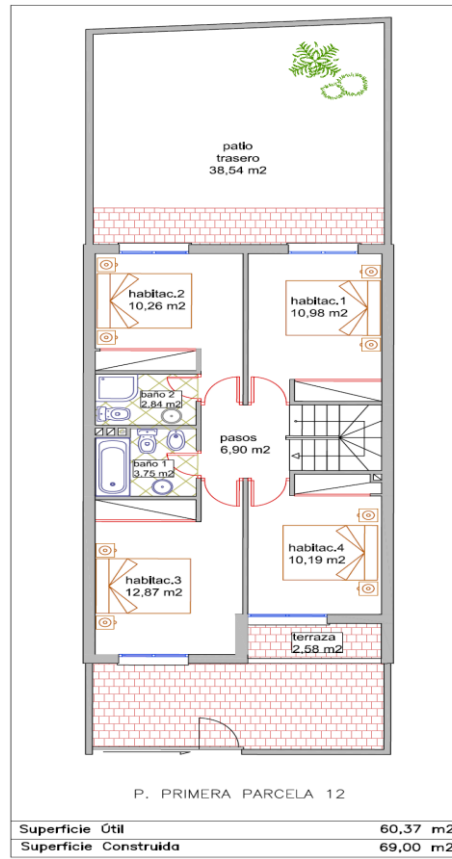 patio
trasero
38,54 m2
habitac.2
10,26 m2
habitac.1
10,98 m2
baño 2
2.84 m2
pasos
6,90 m2
baño 1
3.75 m2
habitac.3
12,87 m2
habitac.4
10,19 m2
terraza
2.58 m2
P. PRIMERA PARCELA 12
Superficie Útil 60,37 m2
Superficie Construida 69,00 m2